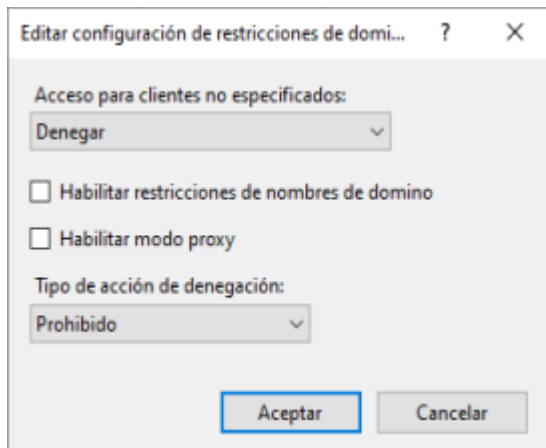 Editar configuración de restricciones de domi...
?
Acceso para clientes no especificados:
Denegar
Habilitar restricciones de nombres de domino
Habilitar modo proxy
Tipo de acción de denegación:
Prohibido
Aceptar
Cancelar